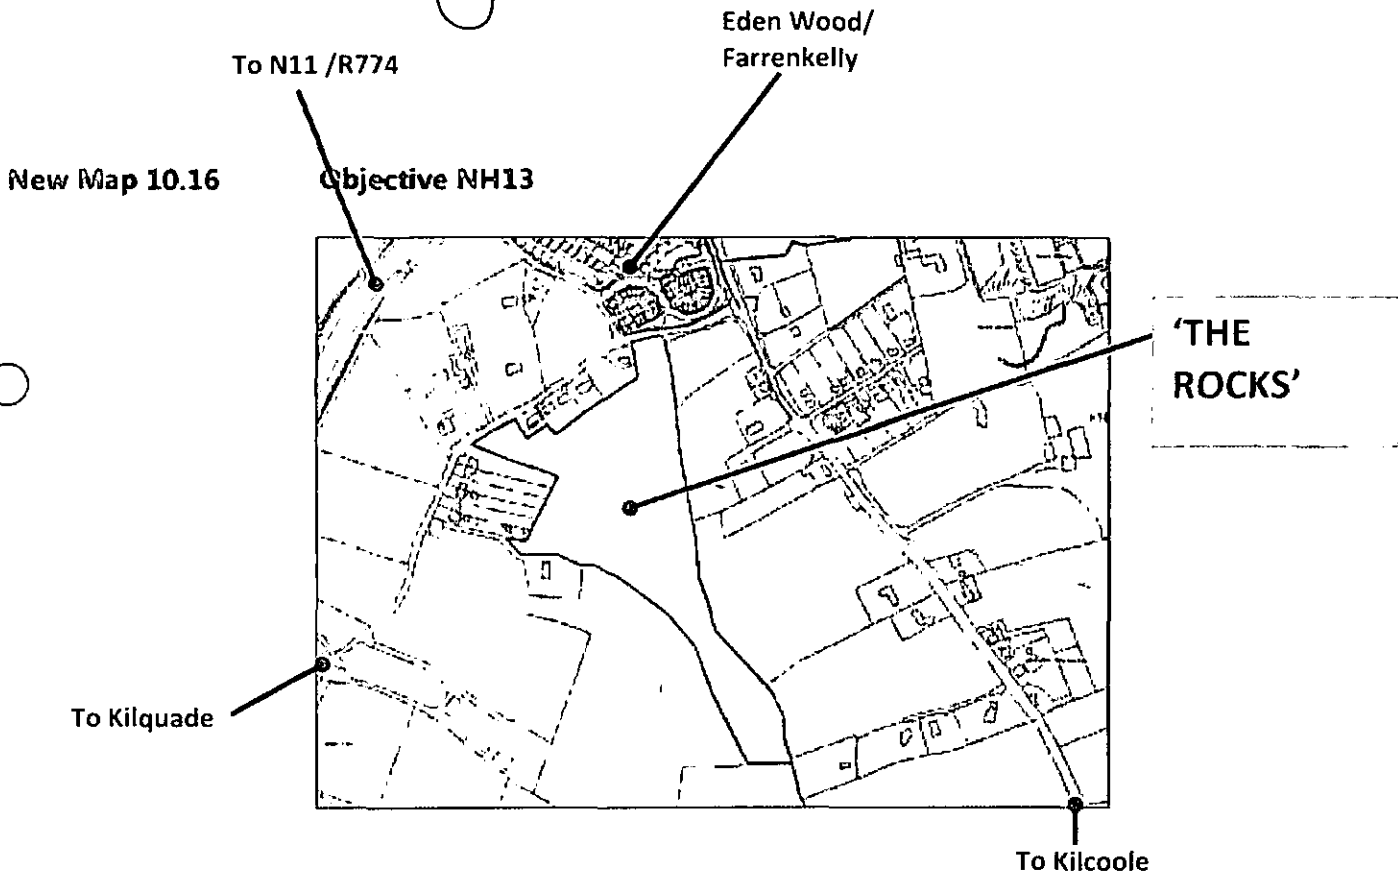 Eden Wood/
Farrenkelly
To N11 /R774
New Map 10.16 Objective NH13
'THE
ROCKS'
To Kilquade
To Kilcoole